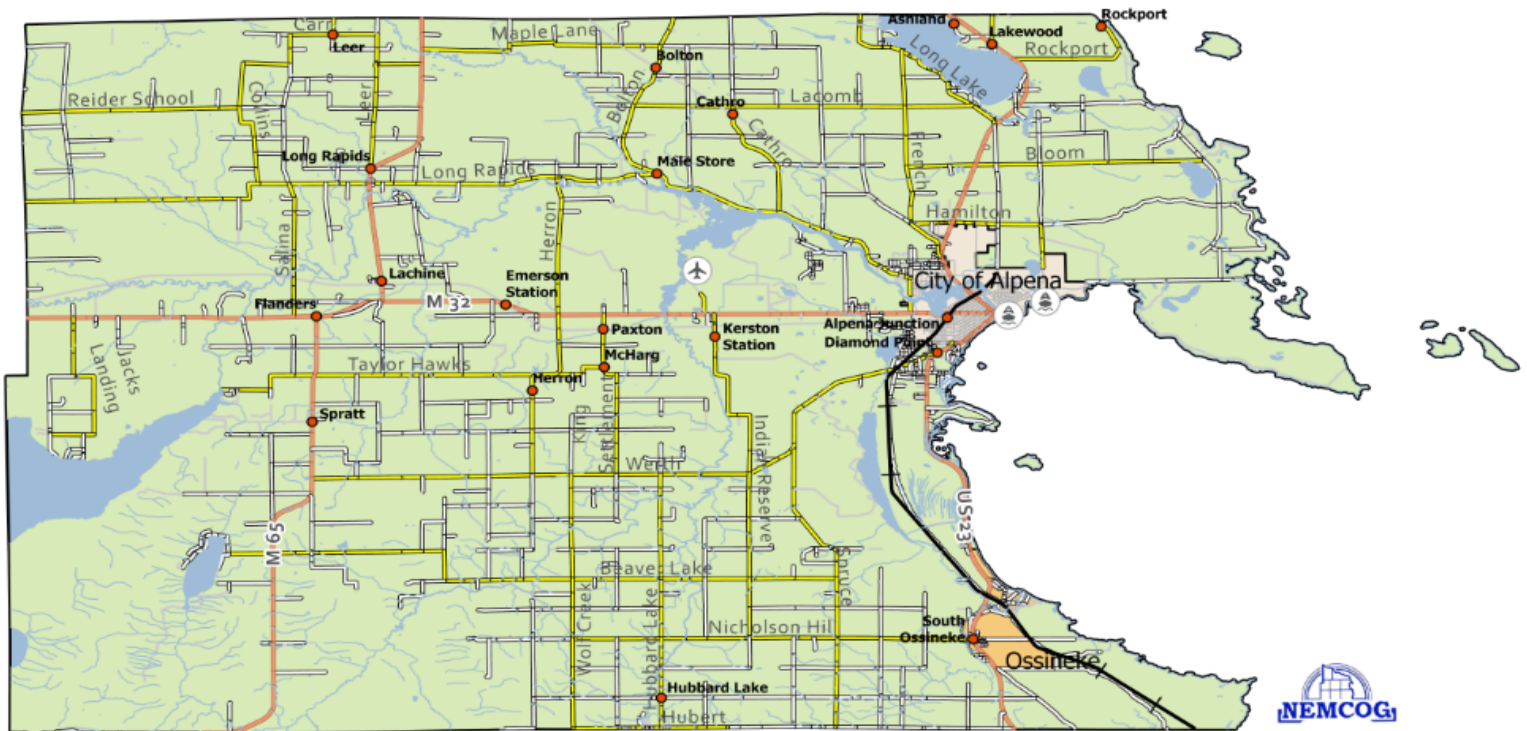 Ashland
Rockport
Carr
Maple Lane
Lakewood
Leer
Rockport
Bolton
Long Lake
Reider School
Collins
Leer
Bolton
Cathro
Lacomb
Cathro
French
Long Rapids
Male Store
Bloom
Long Rapids
Hamilton
Salina
Herron
Lachine
Emerson
Station
City of Alpena
Flanders
M 32
Paxton
Kerston
Station
Alpena Junction
Diamond Point
Jacks
Landing
McHarg
Taylor Hawks
Herron
Spratt
King
Settlement
Indian Reserve
Werth
US 23
M 65
Beaver Lake
Spruce
Wolf Creek
Hubbard Lake
Nicholson Hil
South
Ossineke
Ossineke
Hubbard Lake
Hubert
NEMCOG